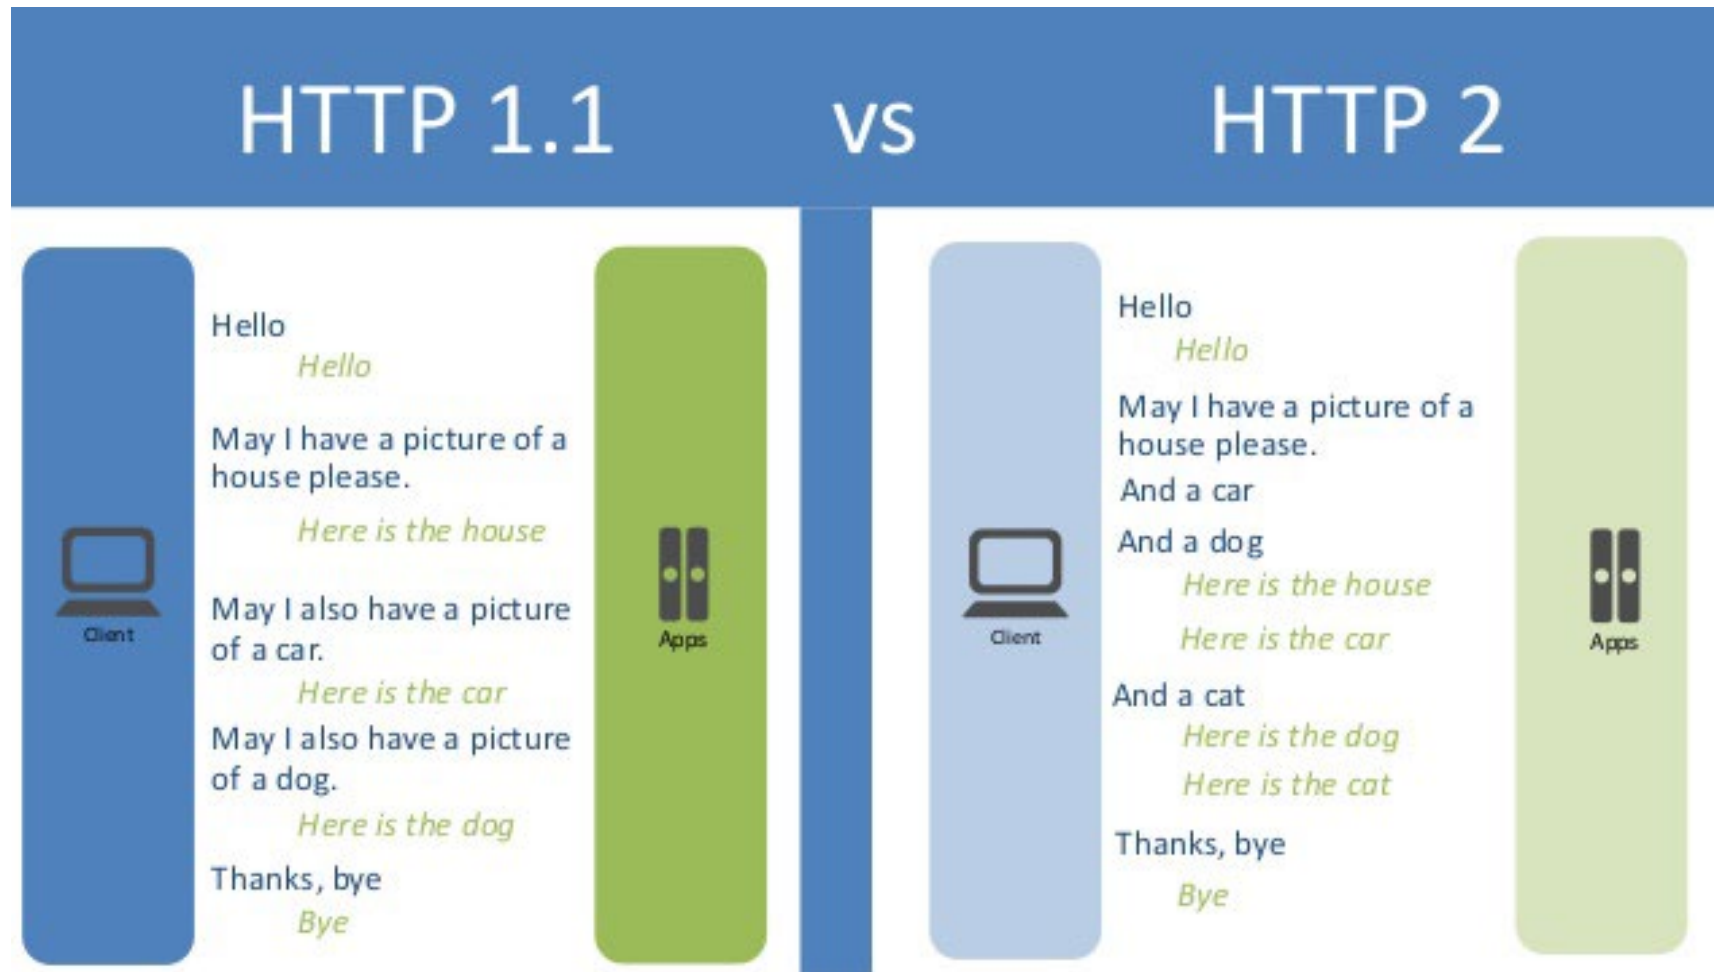 HTTP 1.1 vs HTTP 2
Hello
Hello
May I have a picture of a
house please.
Here is the house
May I also have a picture
of a car.
Here is the car
May I also have a picture
of a dog.
Here is the dog
Thanks, bye
Bye
Client
Apps
Hello
Hello
May I have a picture of a
house please.
And a car
And a dog
Here is the house
Here is the car
And a cat
Here is the dog
Here is the cat
Thanks, bye
Bye
Client
Apps